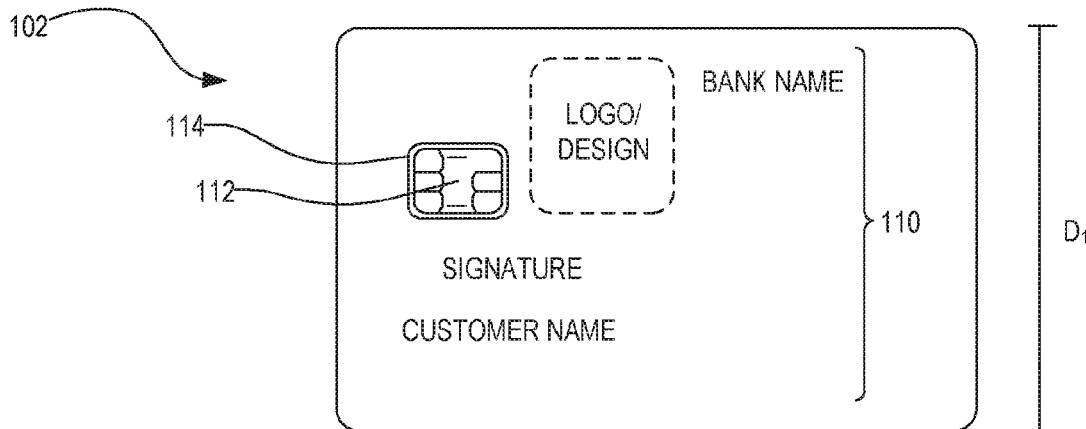 102
BANK NAME
LOGO/
DESIGN
114
112
110
D1
SIGNATURE
CUSTOMER NAME